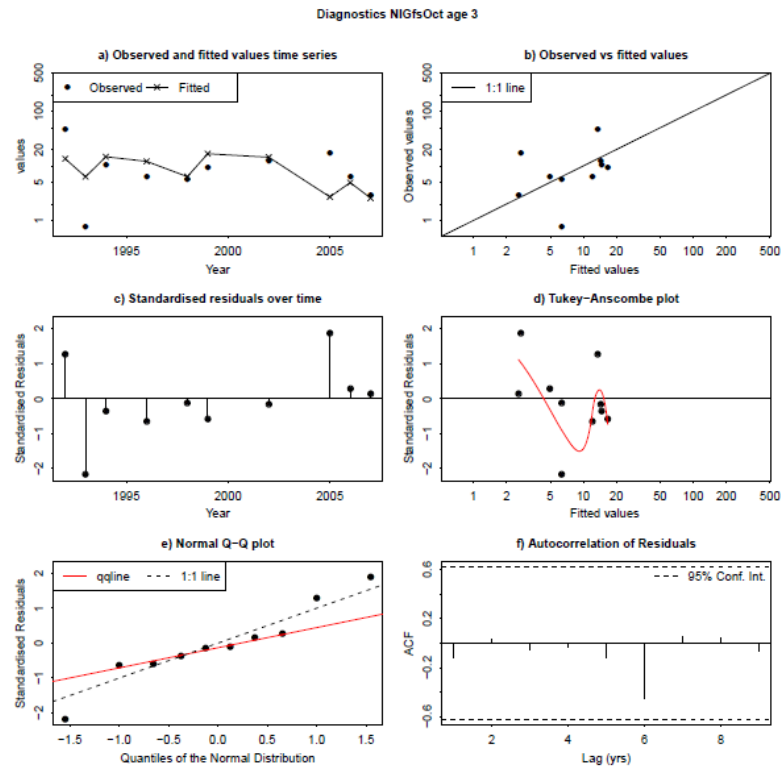 Diagnostics NIGfsOct age 3
a) Observed and fitted values time series
Observed Fitted
values
500
100
20
5
1
1995 2000 2005
Year
b) Observed vs fitted values
1:1 line
Observed values
500
100
20
5
1
1 2 5 10 20 50 100 500
Fitted values
c) Standardised residuals over time
Standardised Residuals
2
1
0
−1
−2
1995 2000 2005
Year
d) Tukey−Anscombe plot
Standardised Residuals
2
1
0
−1
−2
1 2 5 10 20 50 100 500
Fitted values
e) Normal Q−Q plot
qqline 1:1 line
Standardised Residuals
2
1
0
−1
−2
−1.5 −1.0 −0.5 0.0 0.5 1.0 1.5
Quantiles of the Normal Distribution
f) Autocorrelation of Residuals
95% Conf. Int.
ACF
0.6
0.2
−0.2
−0.6
2 4 6 8
Lag (yrs)